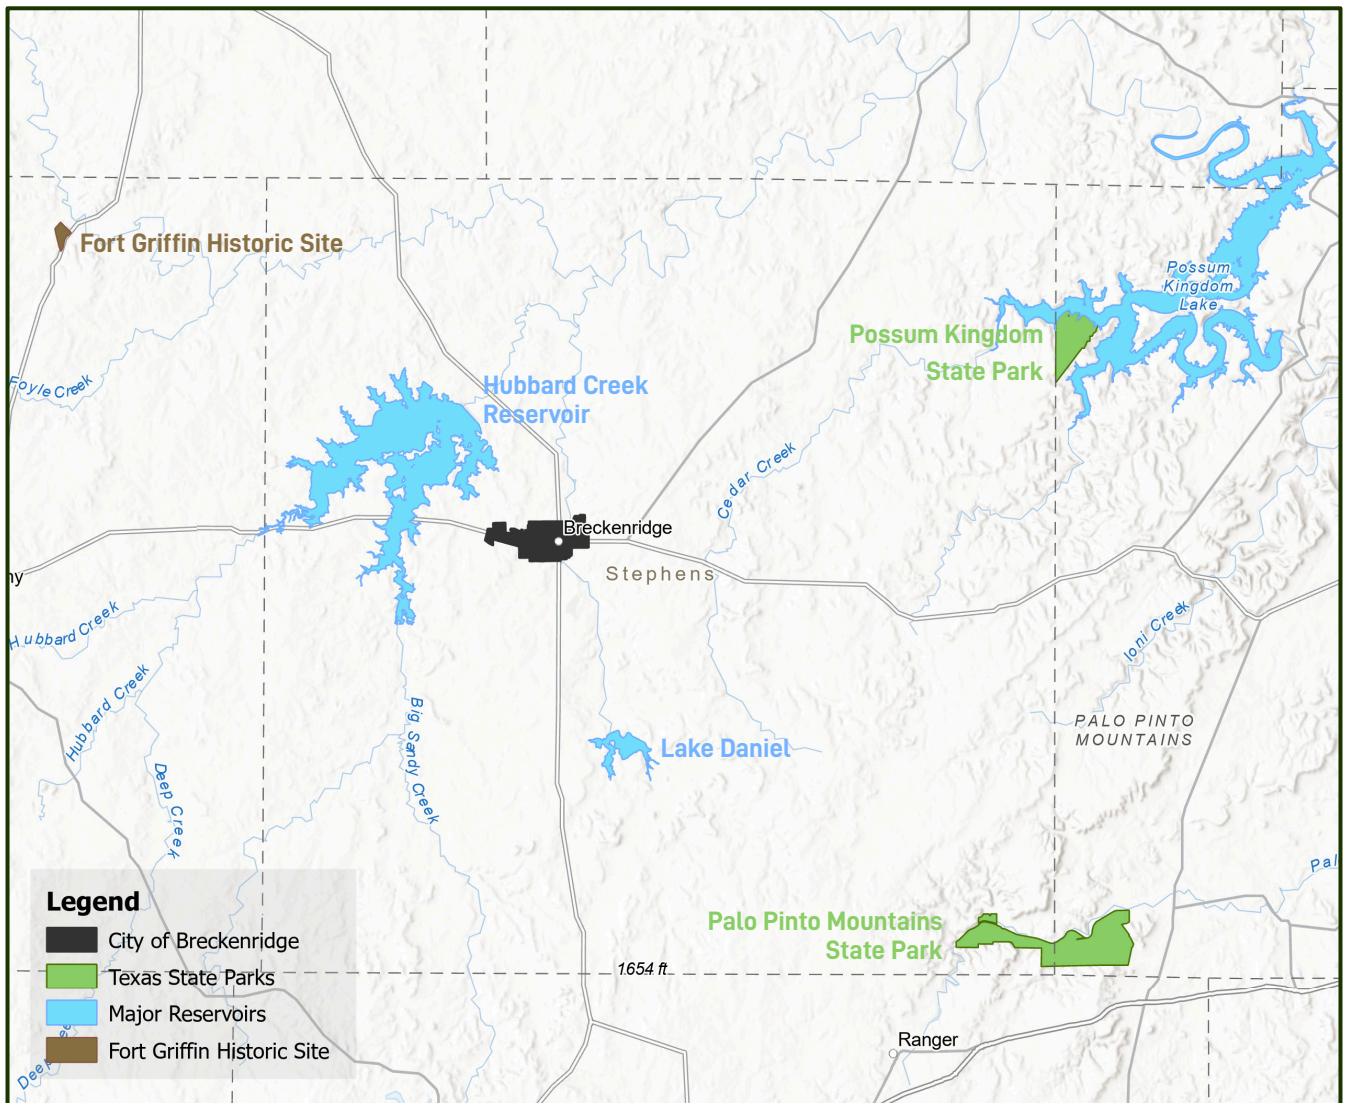 Fort Griffin Historic Site
Possum
Kingdom
Lake
Possum Kingdom
State Park
Foyle Creek
Hubbard Creek
Reservoir
Cedar Creek
Breckenridge
Stephens
ny
Hubbard Creek
Ioni Creek
Hubbard Creek
Big Sandy Creek
PALO PINTO
MOUNTAINS
Lake Daniel
Deep Creek
Pal
Legend
City of Breckenridge
Texas State Parks
Major Reservoirs
Fort Griffin Historic Site
Palo Pinto Mountains
State Park
1654 ft
Ranger
Deep